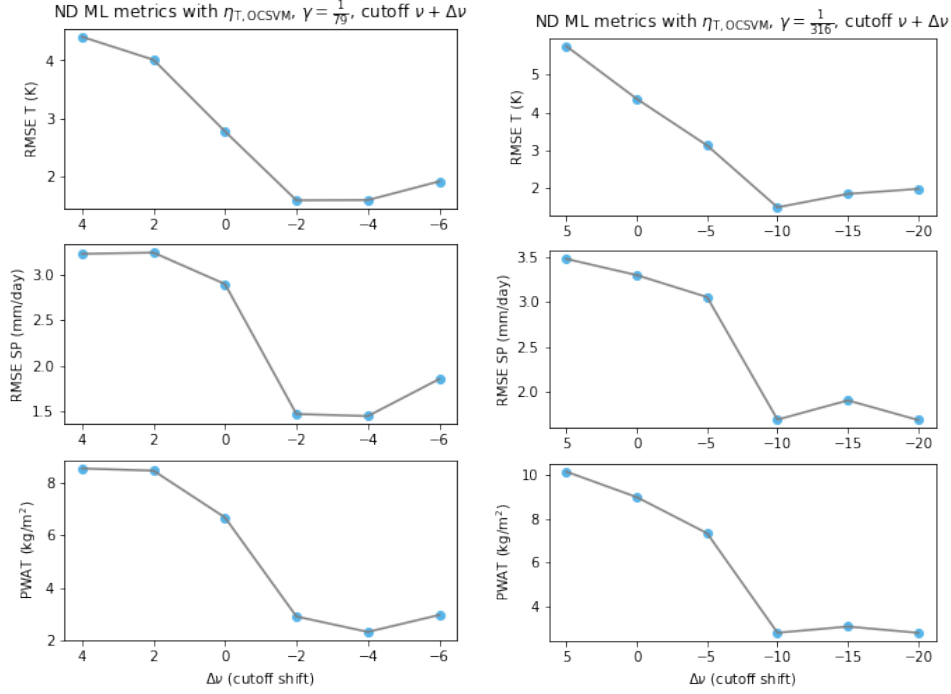 ND ML metrics with η_T,OCSVM, γ = 1/79, cutoff ν + Δν
RMSE T (K)
4
3
2
4 2 0 −2 −4 −6
RMSE SP (mm/day)
3.0
2.5
2.0
1.5
4 2 0 −2 −4 −6
PWAT (kg/m²)
8
6
4
2
4 2 0 −2 −4 −6
Δν (cutoff shift)
ND ML metrics with η_T,OCSVM, γ = 1/316, cutoff ν + Δν
RMSE T (K)
5
4
3
2
5 0 −5 −10 −15 −20
RMSE SP (mm/day)
3.5
3.0
2.5
2.0
5 0 −5 −10 −15 −20
PWAT (kg/m²)
10
8
6
4
5 0 −5 −10 −15 −20
Δν (cutoff shift)